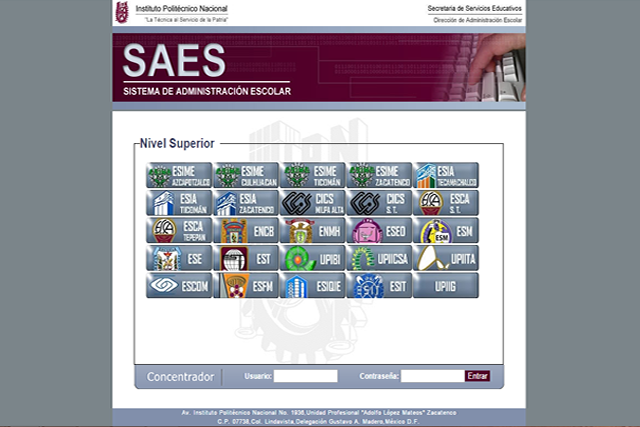 Instituto Politécnico Nacional
"La Técnica al Servicio de la Patria"
Secretaria de Servicios Educativos
Dirección de Administración Escolar
SAES
SISTEMA DE ADMINISTRACIÓN ESCOLAR
Nivel Superior
ESIME AZCAPOTZALCO
ESIME CULHUACAN
ESIME TICOMÁN
ESIME ZACATENCO
ESIA TECAMACHALCO
ESIA TICOMÁN
ESIA ZACATENCO
CICS MILPA ALTA
CICS S.T.
ESCA S.T.
ESCA TEPEPAN
ENCB
ENMH
ESEO
ESM
ESE
EST
UPIBI
UPIICSA
UPIITA
ESCOM
ESFM
ESIQIE
ESIT
UPIIG
Concentrador
Usuario:
Contraseña:
Entrar
Av. Instituto Politécnico Nacional No. 1936,Unidad Profesional "Adolfo López Mateos" Zacatenco
C.P. 07738,Col. Lindavista,Delegación Gustavo A. Madero,México D.F.